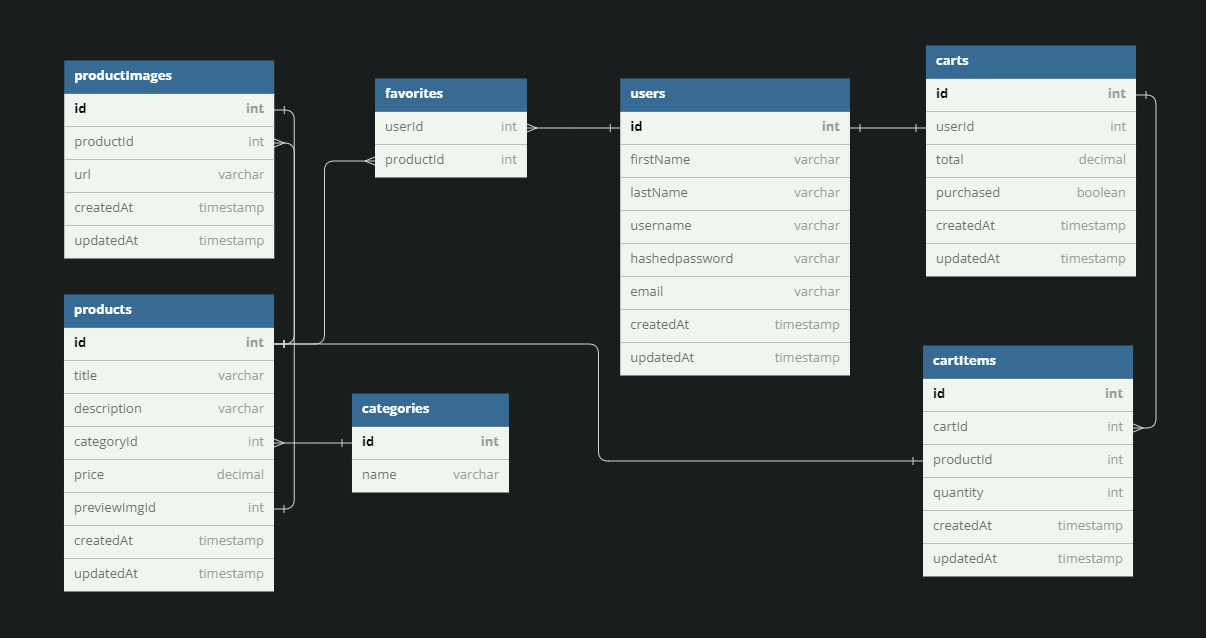 productImages
id int
productId int
url varchar
createdAt timestamp
updatedAt timestamp
products
id int
title varchar
description varchar
categoryId int
price decimal
previewImgId int
createdAt timestamp
updatedAt timestamp
favorites
userId int
productId int
categories
id int
name varchar
users
id int
firstName varchar
lastName varchar
username varchar
hashedpassword varchar
email varchar
createdAt timestamp
updatedAt timestamp
carts
id int
userId int
total decimal
purchased boolean
createdAt timestamp
updatedAt timestamp
cartItems
id int
cartId int
productId int
quantity int
createdAt timestamp
updatedAt timestamp